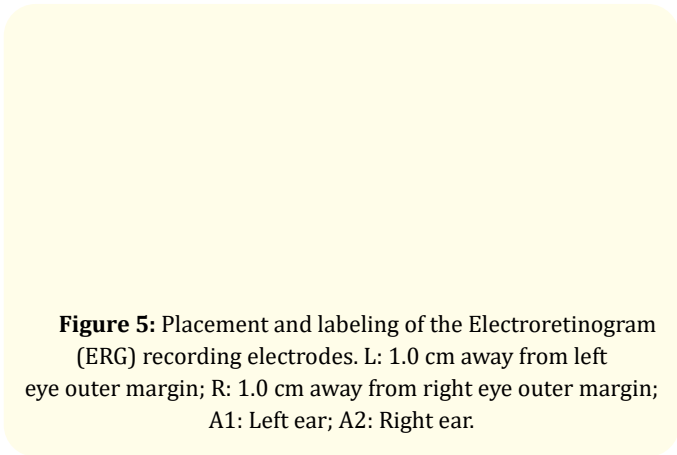 Figure 5: Placement and labeling of the Electroretinogram
(ERG) recording electrodes. L: 1.0 cm away from left
eye outer margin; R: 1.0 cm away from right eye outer margin;
A1: Left ear; A2: Right ear.